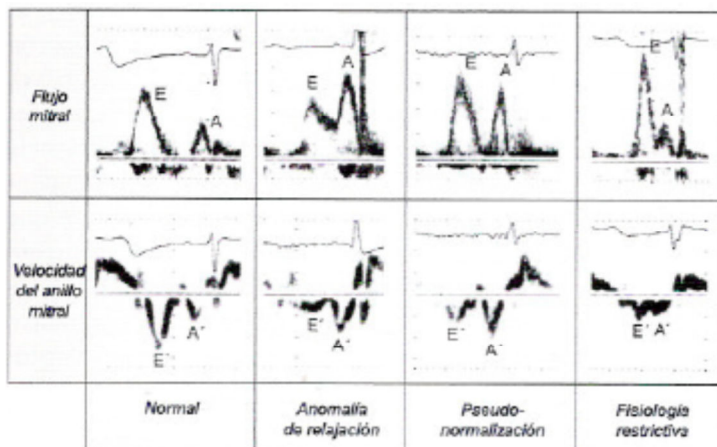 Flujo
mitral
E
A
E
A
E
A
E
A
Velocidad
del anillo
mitral
E´
A´
E´
A´
E´
A´
E´ A´
Normal
Anomalía
de relajación
Pseudo-
normalización
Fisiología
restrictiva